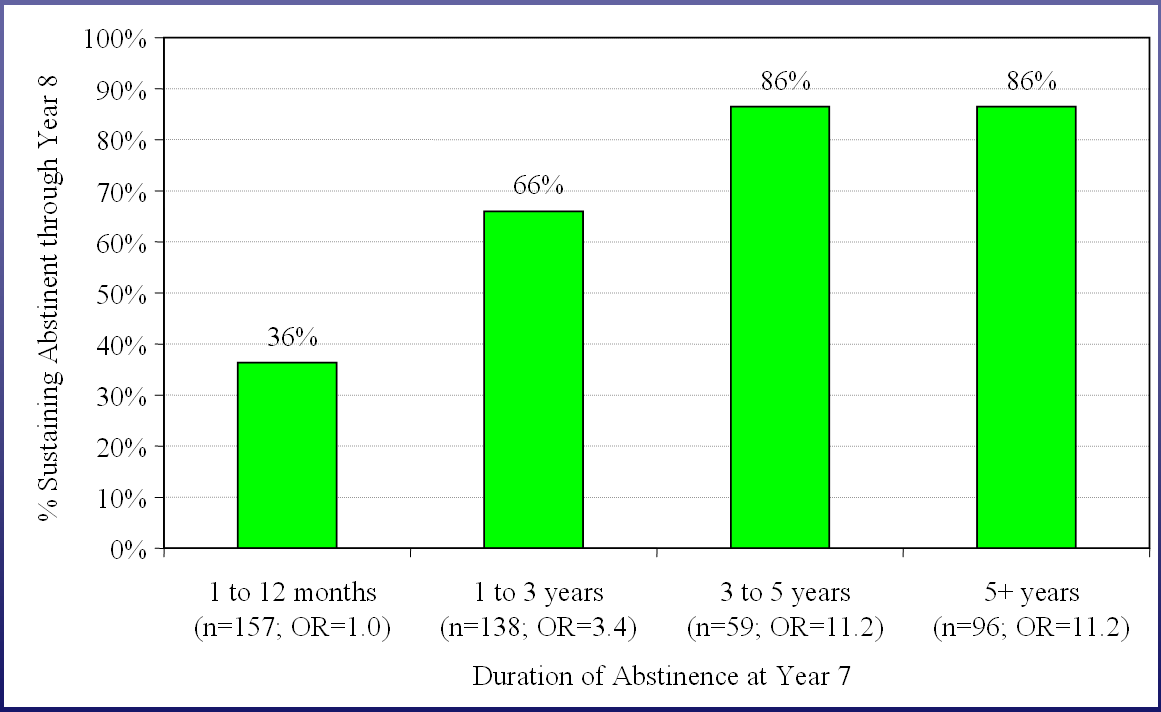 % Sustaining Abstinent through Year 8
100%
90%
80%
70%
60%
50%
40%
30%
20%
10%
0%
36%
66%
86%
86%
1 to 12 months
(n=157; OR=1.0)
1 to 3 years
(n=138; OR=3.4)
3 to 5 years
(n=59; OR=11.2)
5+ years
(n=96; OR=11.2)
Duration of Abstinence at Year 7